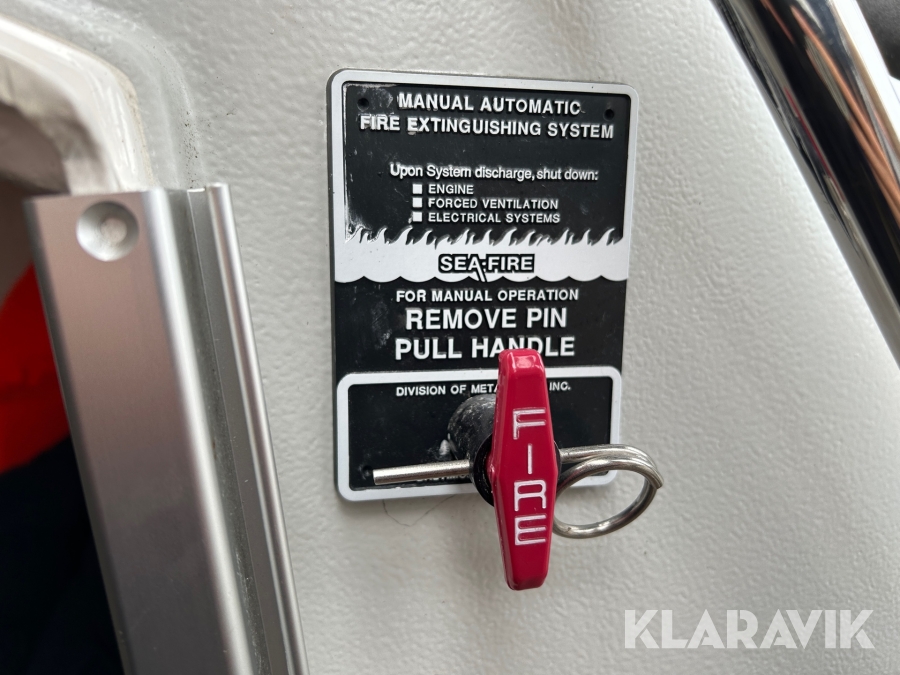 MANUAL AUTOMATIC
FIRE EXTINGUISHING SYSTEM
Upon System discharge, shut down:
ENGINE
FORCED VENTILATION
ELECTRICAL SYSTEMS
SEA-FIRE
FOR MANUAL OPERATION
REMOVE PIN
PULL HANDLE
DIVISION OF INC.
FIRE
KLARAVIK